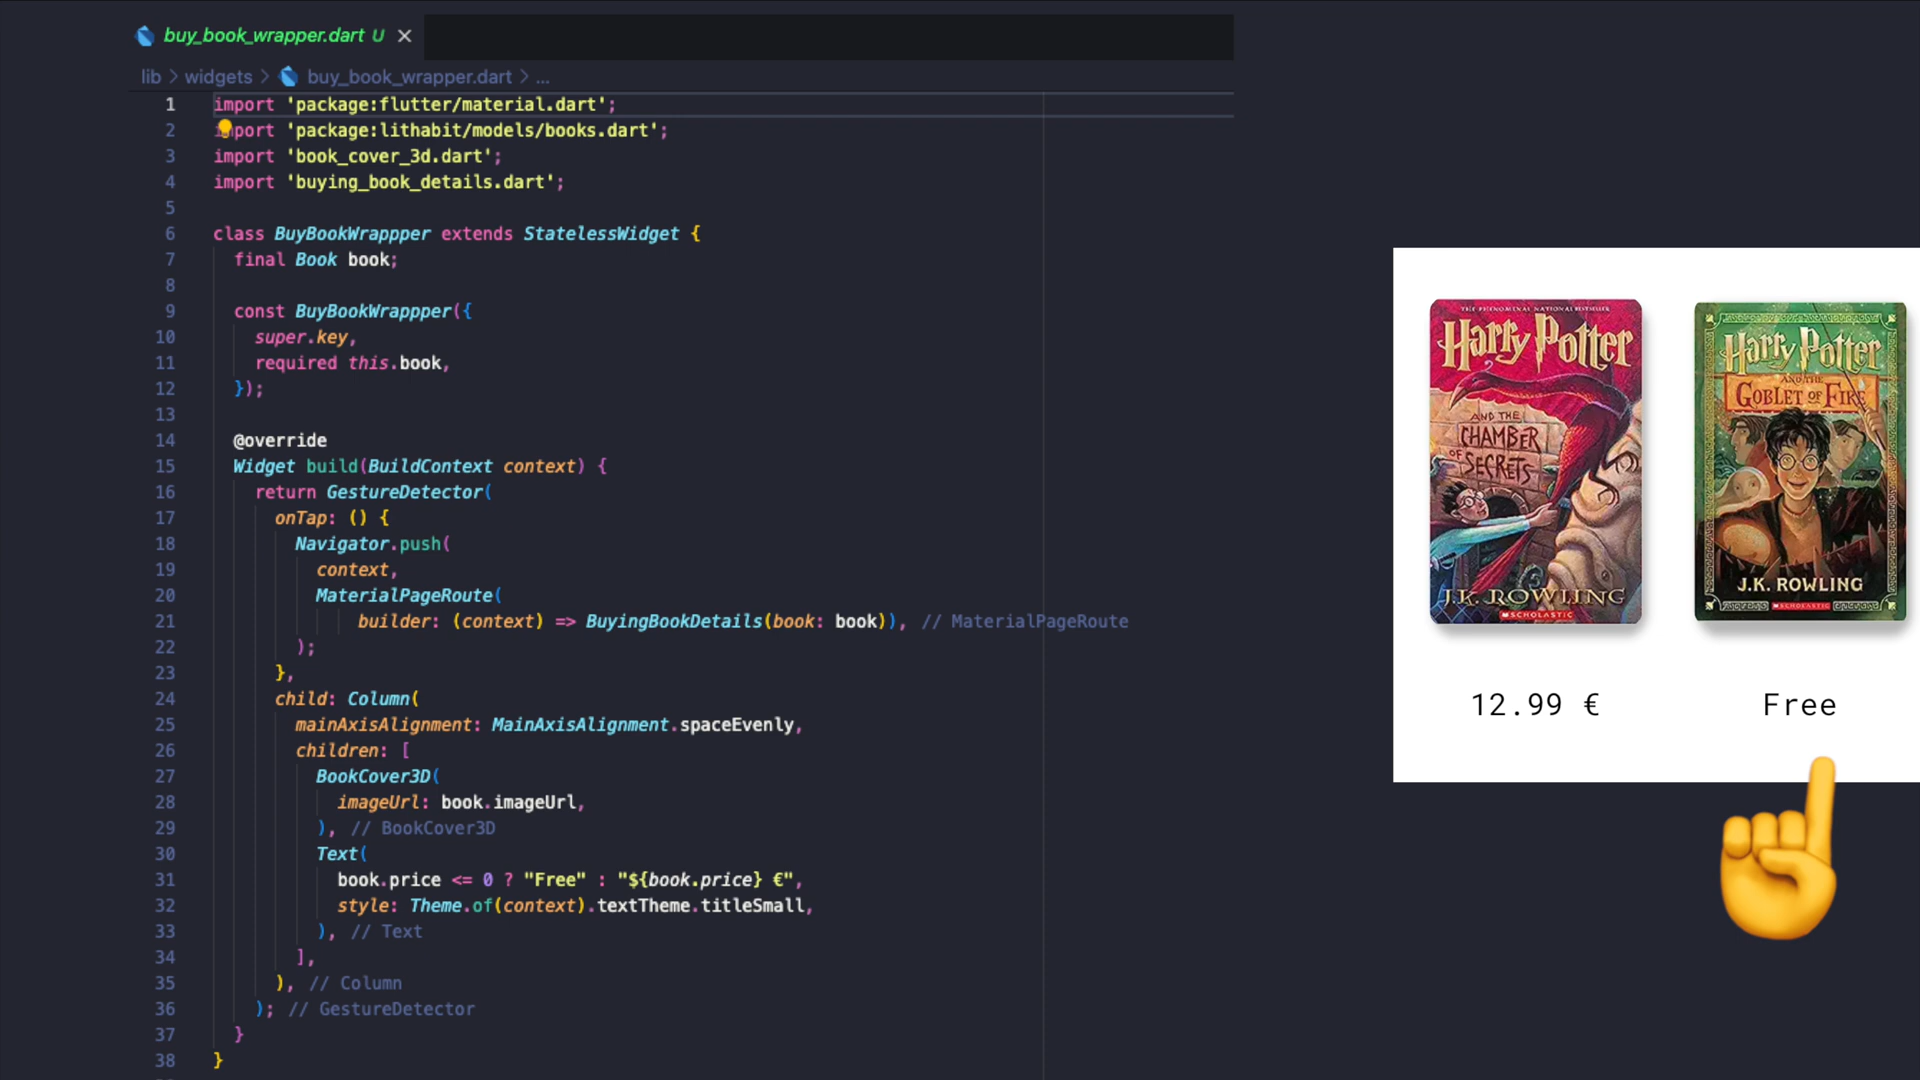 buy_book_wrapper.dart U ×
lib > widgets > buy_book_wrapper.dart > ...
1 import 'package:flutter/material.dart';
2 import 'package:lithabit/models/books.dart';
3 import 'book_cover_3d.dart';
4 import 'buying_book_details.dart';
5
6 class BuyBookWrappper extends StatelessWidget {
7 final Book book;
8
9 const BuyBookWrappper({
10 super.key,
11 required this.book,
12 });
13
14 @override
15 Widget build(BuildContext context) {
16 return GestureDetector(
17 onTap: () {
18 Navigator.push(
19 context,
20 MaterialPageRoute(
21 builder: (context) => BuyingBookDetails(book: book)), // MaterialPageRoute
22 );
23 },
24 child: Column(
25 mainAxisAlignment: MainAxisAlignment.spaceEvenly,
26 children: [
27 BookCover3D(
28 imageUrl: book.imageUrl,
29 ), // BookCover3D
30 Text(
31 book.price <= 0 ? "Free" : "${book.price} €",
32 style: Theme.of(context).textTheme.titleSmall,
33 ), // Text
34 ],
35 ), // Column
36 ); // GestureDetector
37 }
38 }
THE PHENOMENAL NATIONAL BESTSELLER
Harry Potter
AND THE
CHAMBER
OF SECRETS
J.K. ROWLING
SCHOLASTIC
12.99 €
Harry Potter
AND THE
GOBLET OF FIRE
J.K. ROWLING
SCHOLASTIC
Free